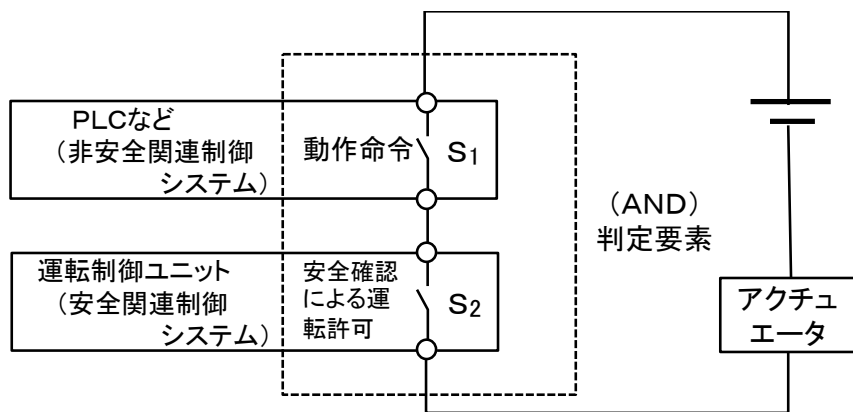 PLCなど
（非安全関連制御
システム）
動作命令
S1
（AND）
判定要素
運転制御ユニット
（安全関連制御
システム）
安全確認
による運
転許可
S2
アクチュ
エータ